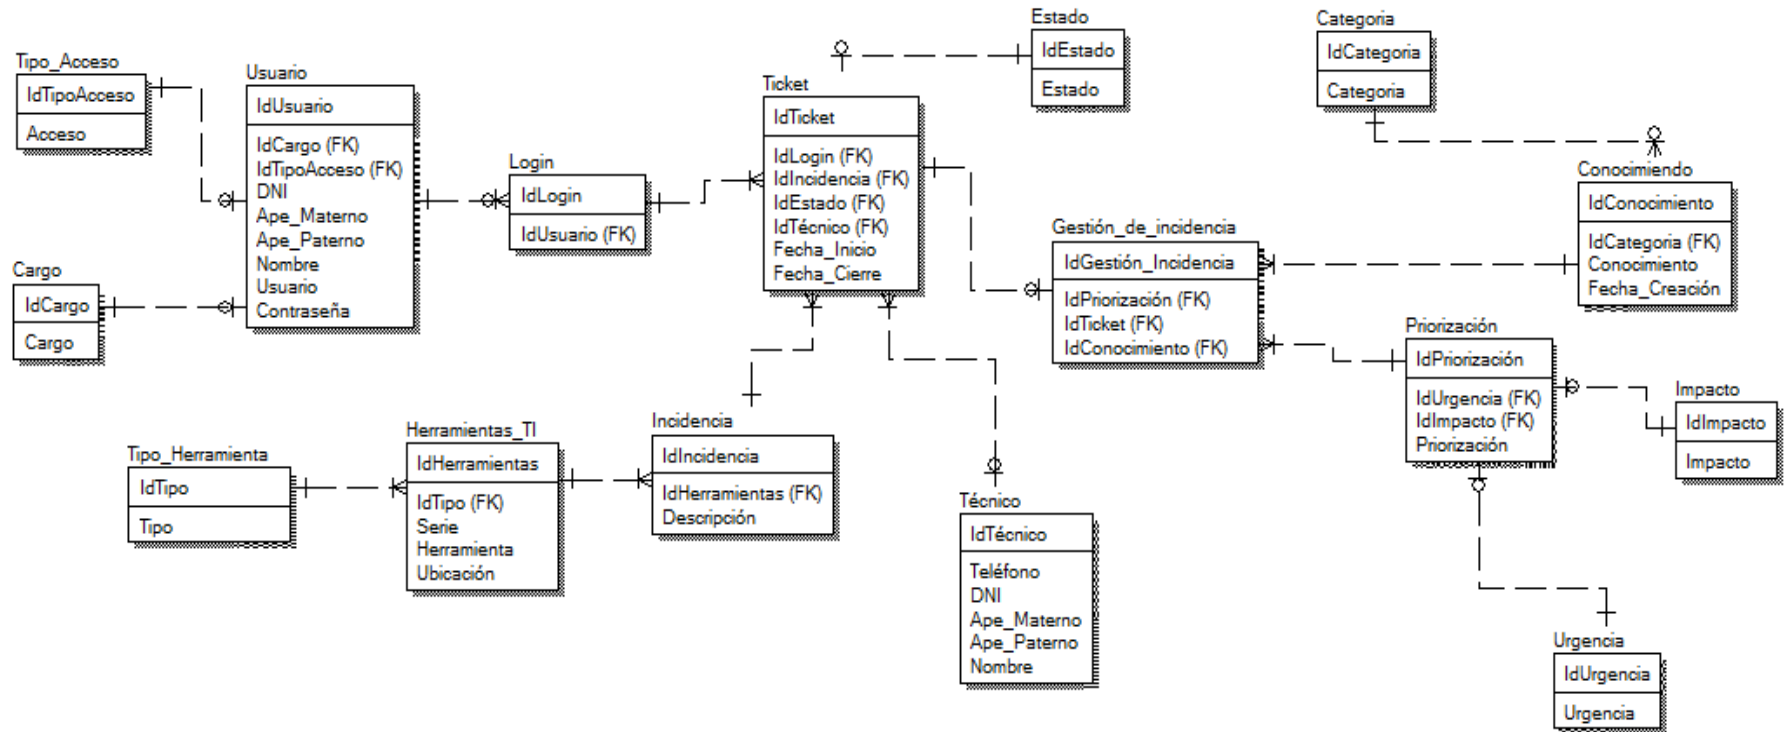 Tipo_Acceso
IdTipoAcceso
Acceso
Usuario
IdUsuario
IdCargo (FK)
IdTipoAcceso (FK)
DNI
Ape_Materno
Ape_Paterno
Nombre
Usuario
Contraseña
Cargo
IdCargo
Cargo
Login
IdLogin
IdUsuario (FK)
Ticket
IdTicket
IdLogin (FK)
IdIncidencia (FK)
IdEstado (FK)
IdTécnico (FK)
Fecha_Inicio
Fecha_Cierre
Estado
IdEstado
Estado
Categoria
IdCategoria
Categoria
Conocimiendo
IdConocimiento
IdCategoria (FK)
Conocimiento
Fecha_Creación
Gestión_de_incidencia
IdGestión_Incidencia
IdPriorización (FK)
IdTicket (FK)
IdConocimiento (FK)
Priorización
IdPriorización
IdUrgencia (FK)
IdImpacto (FK)
Priorización
Impacto
IdImpacto
Impacto
Tipo_Herramienta
IdTipo
Tipo
Herramientas_TI
IdHerramientas
IdTipo (FK)
Serie
Herramienta
Ubicación
Incidencia
IdIncidencia
IdHerramientas (FK)
Descripción
Técnico
IdTécnico
Teléfono
DNI
Ape_Materno
Ape_Paterno
Nombre
Urgencia
IdUrgencia
Urgencia